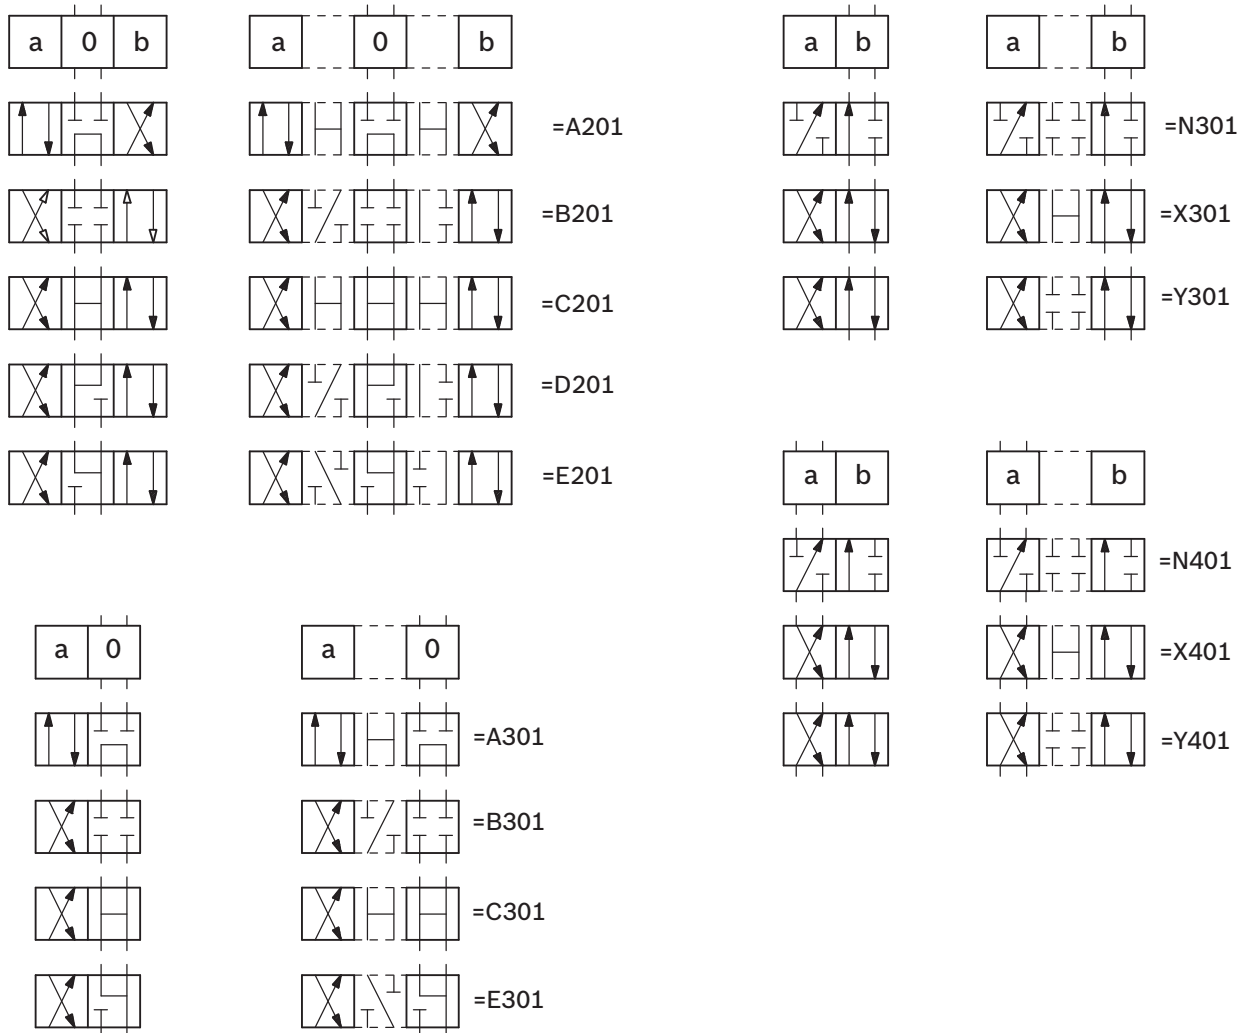 a 0 b
a 0 b
=A201
=B201
=C201
=D201
=E201
a b
a b
=N301
=X301
=Y301
a b
a b
=N401
=X401
=Y401
a 0
a 0
=A301
=B301
=C301
=E301